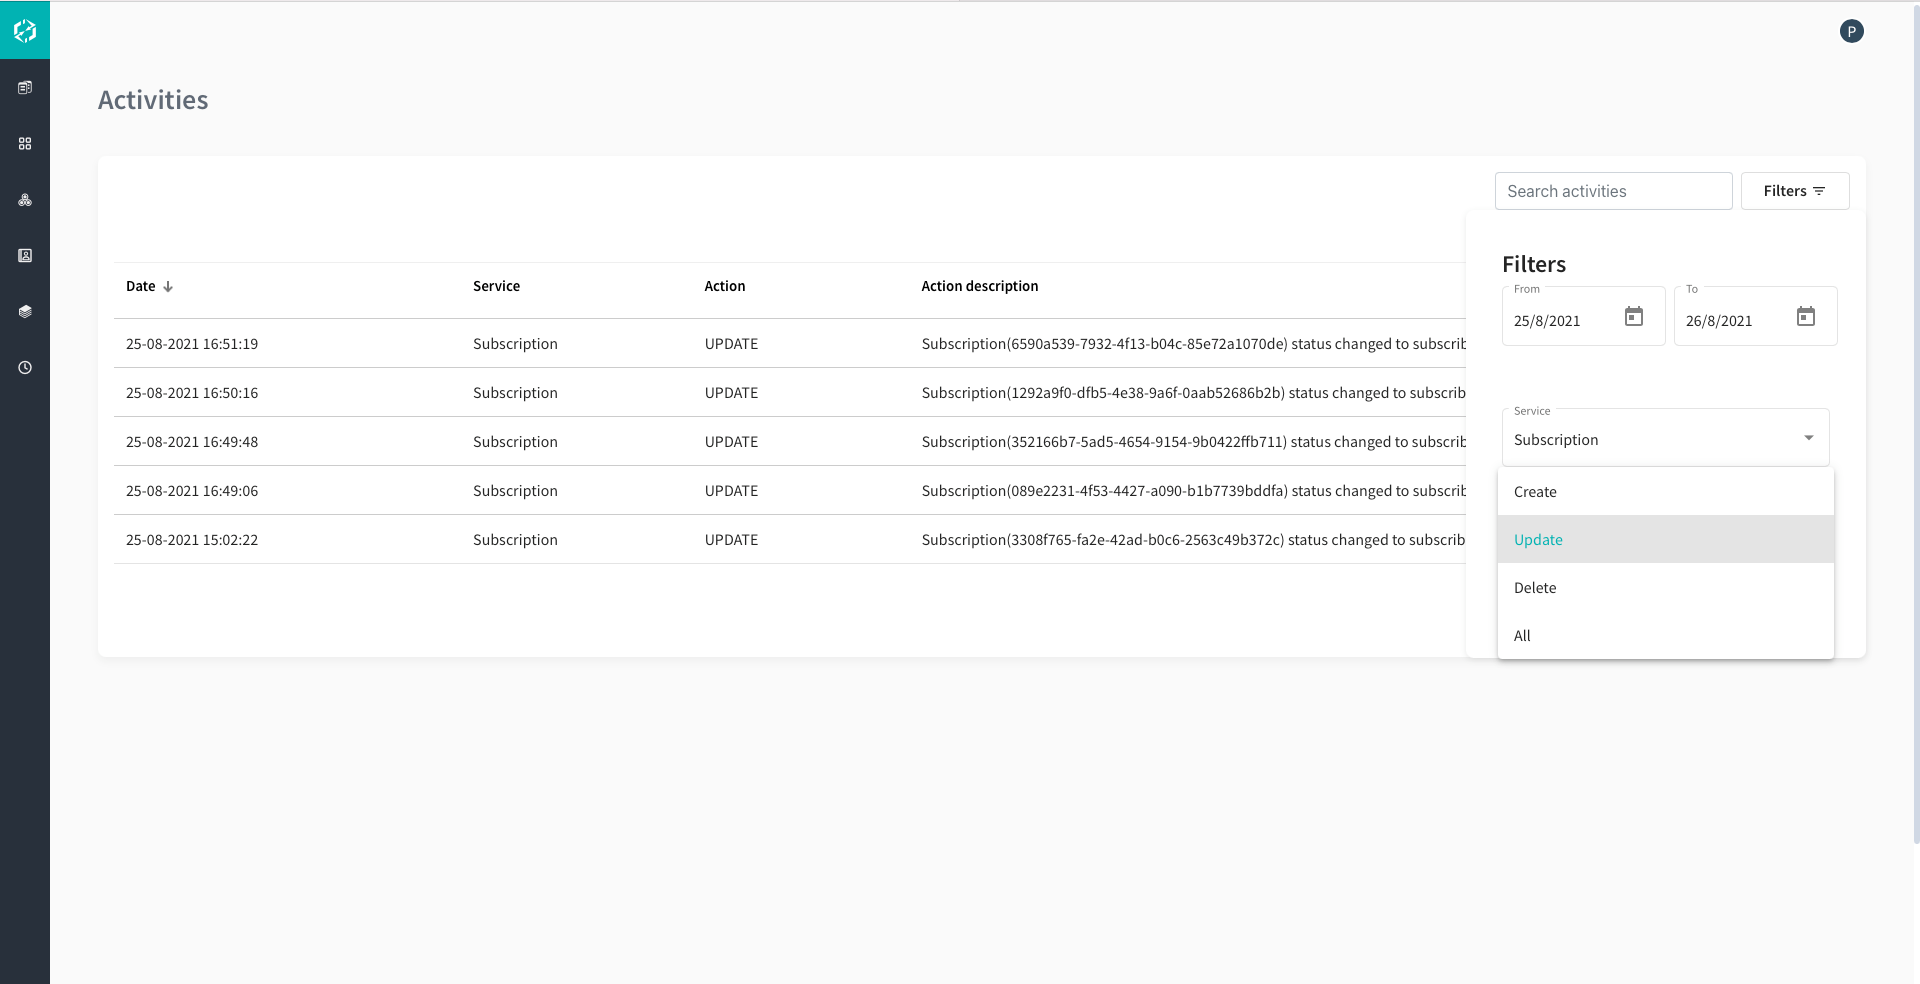 P
Activities
Search activities
Filters
Filters
From
25/8/2021
To
26/8/2021
Service
Subscription
Create
Update
Delete
All
Date Service Action Action description
25-08-2021 16:51:19 Subscription UPDATE Subscription(6590a539-7932-4f13-b04c-85e72a1070de) status changed to subscrib
25-08-2021 16:50:16 Subscription UPDATE Subscription(1292a9f0-dfb5-4e38-9a6f-0aab52686b2b) status changed to subscrib
25-08-2021 16:49:48 Subscription UPDATE Subscription(352166b7-5ad5-4654-9154-9b0422ffb711) status changed to subscrib
25-08-2021 16:49:06 Subscription UPDATE Subscription(089e2231-4f53-4427-a090-b1b7739bddfa) status changed to subscrib
25-08-2021 15:02:22 Subscription UPDATE Subscription(3308f765-fa2e-42ad-b0c6-2563c49b372c) status changed to subscrib